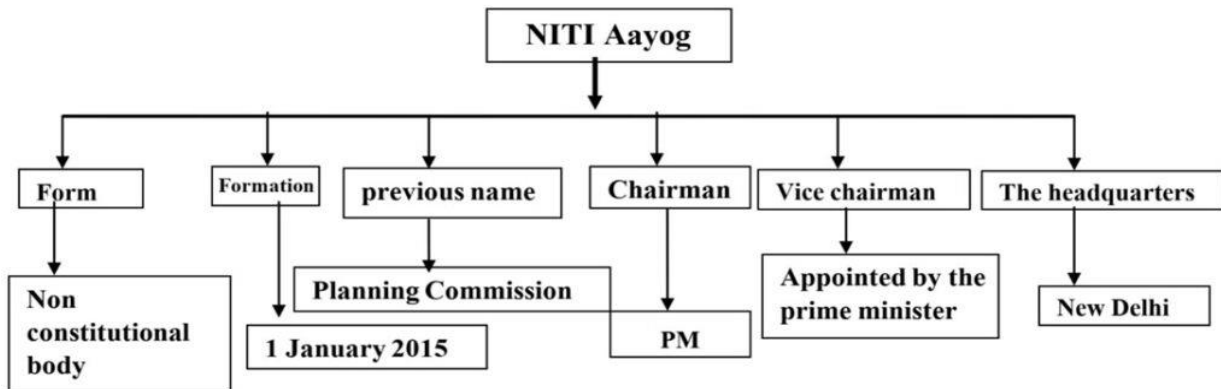 NITI Aayog
Form
Formation
previous name
Chairman
Vice chairman
The headquarters
Non
constitutional
body
1 January 2015
Planning Commission
PM
Appointed by the
prime minister
New Delhi